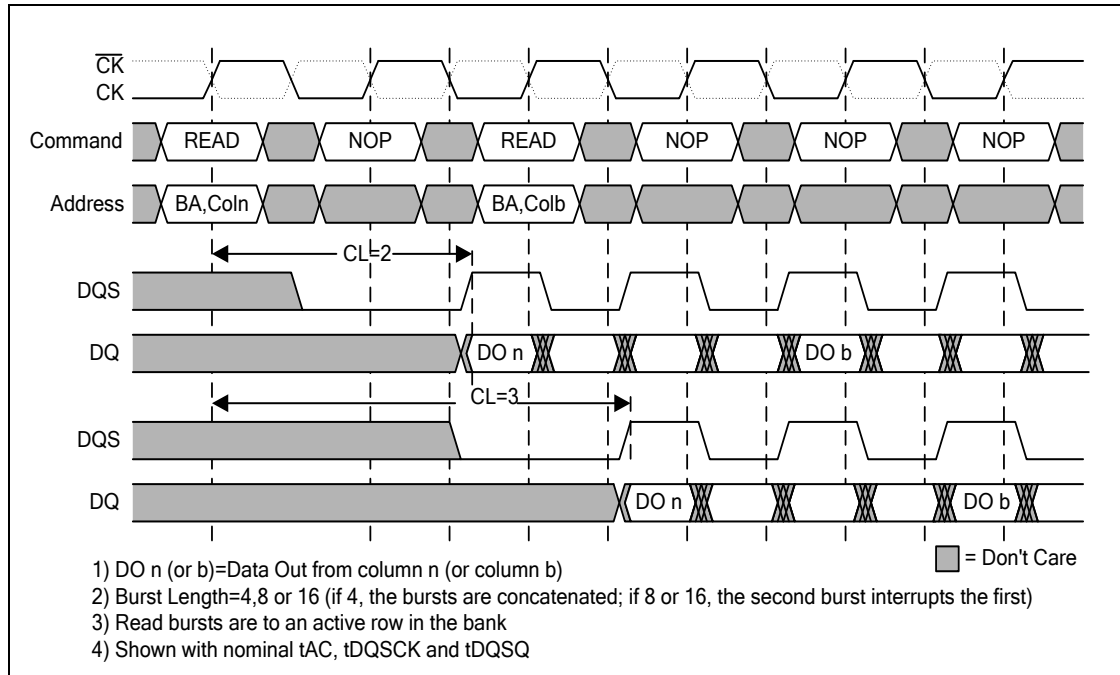 CK
CK
Command READ NOP READ NOP NOP NOP
Address BA,Coln BA,Colb
CL=2
DQS
DQ DO n DO b
CL=3
DQS
DQ DO n DO b
= Don't Care
1) DO n (or b)=Data Out from column n (or column b)
2) Burst Length=4,8 or 16 (if 4, the bursts are concatenated; if 8 or 16, the second burst interrupts the first)
3) Read bursts are to an active row in the bank
4) Shown with nominal tAC, tDQSCK and tDQSQ